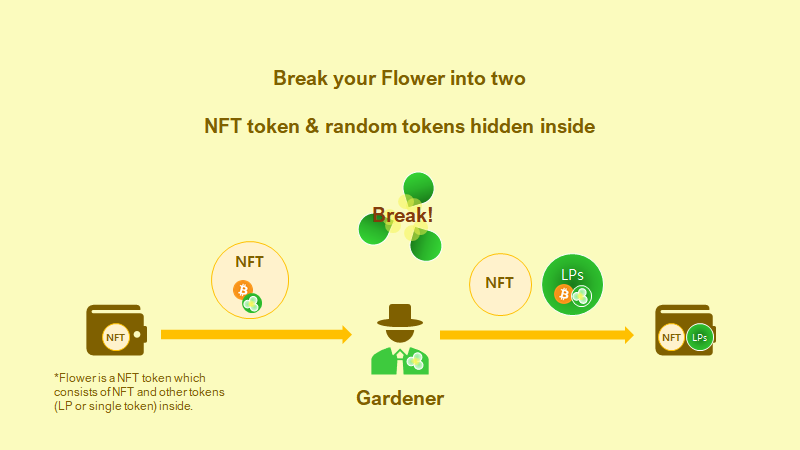 Break your Flower into two
NFT token & random tokens hidden inside
Break!
NFT
NFT
LPs
NFT
NFT
LPs
Gardener
*Flower is a NFT token which
consists of NFT and other tokens
(LP or single token) inside.